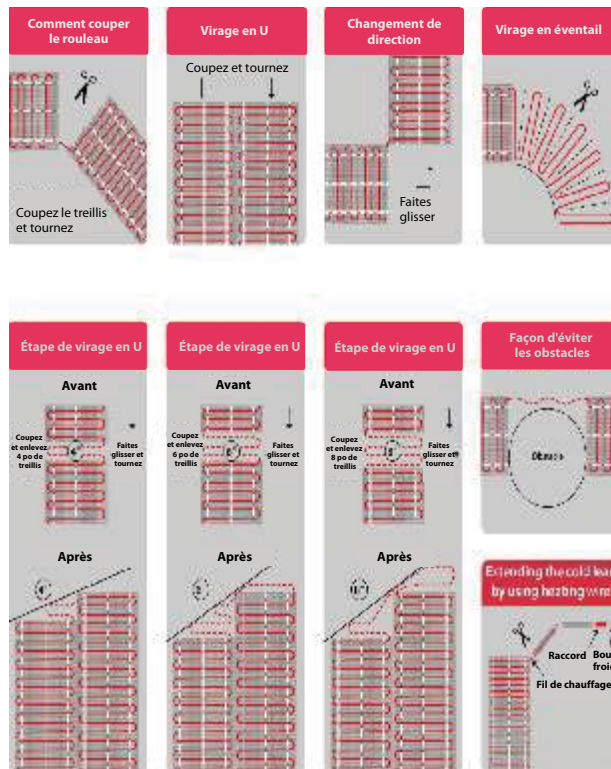 Comment couper
le rouleau
Coupez le treillis
et tournez
Virage en U
Coupez et tournez
Changement de
direction
Faites
glisser
Virage en éventail
Étape de virage en U
Avant
Coupez
et enlevez
4 po de
treillis
4"
Faites
glisser et
tournez
Après
4"
Étape de virage en U
Avant
Coupez
et enlevez
6 po de
treillis
6"
Faites
glisser et
tournez
Après
Étape de virage en U
Avant
Coupez
et enlevez
8 po de
treillis
Faites
glisser et
tournez
Après
Façon d'éviter
les obstacles
Obstacle
Extending the cold lead
by using heating wire
Raccord
Fil de chauffage